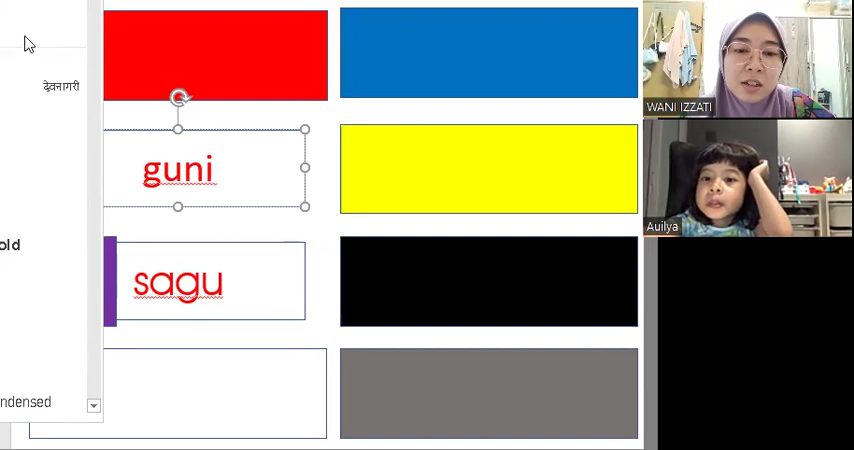 देवनागरी
guni
old
sagu
ndensed
WANI IZZATI
Auilya